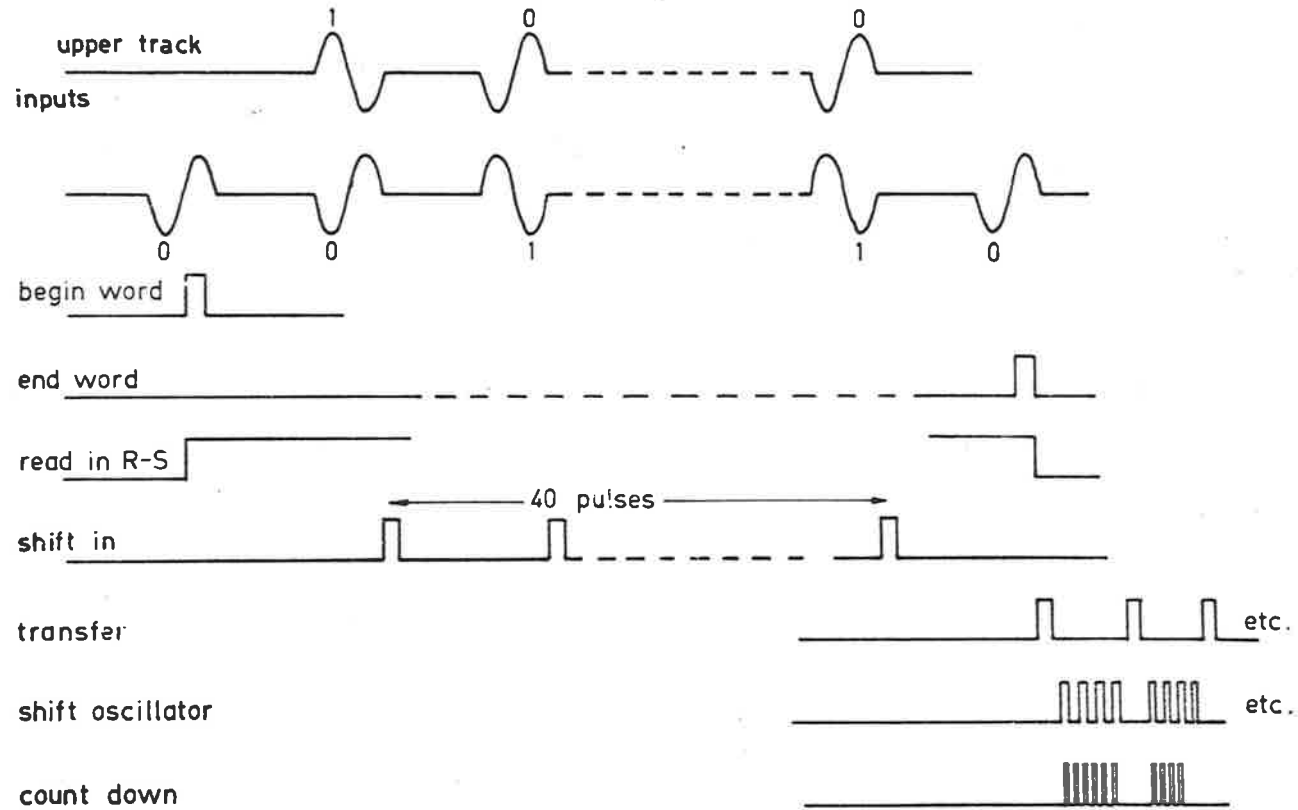 1 0 0
upper track
inputs
0 0 1 1 0
begin word
end word
read in R-S
40 pulses
shift in
transfer
etc.
shift oscillator
etc.
count down